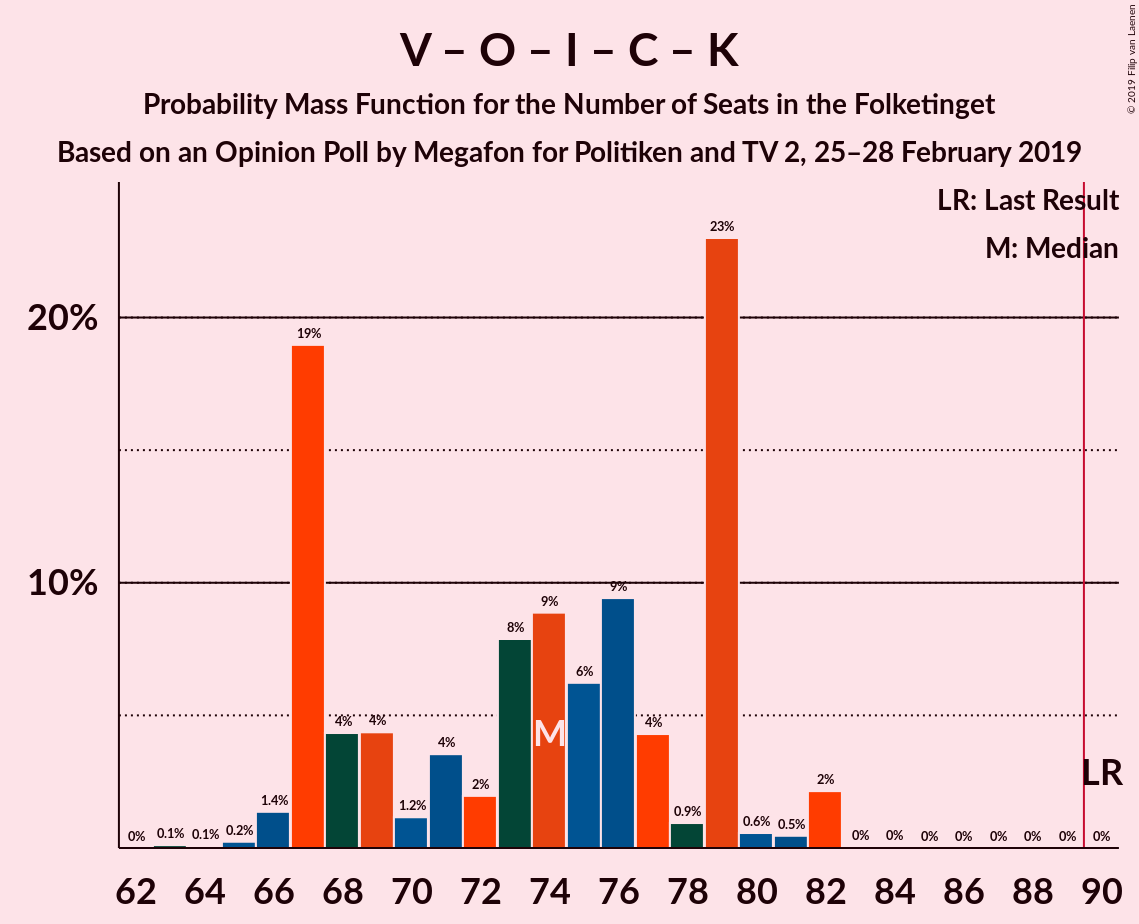 V – O – I – C – K
Probability Mass Function for the Number of Seats in the Folketinget
Based on an Opinion Poll by Megafon for Politiken and TV 2, 25–28 February 2019
© 2019 Filip van Laenen
LR: Last Result
M: Median
20%
10%
0% 0.1% 0.1% 0.2% 1.4% 19% 4% 4% 1.2% 4% 2% 8% 9% 6% 9% 4% 0.9% 23% 0.6% 0.5% 2% 0% 0% 0% 0% 0% 0% 0% 0%
M
LR
62 64 66 68 70 72 74 76 78 80 82 84 86 88 90